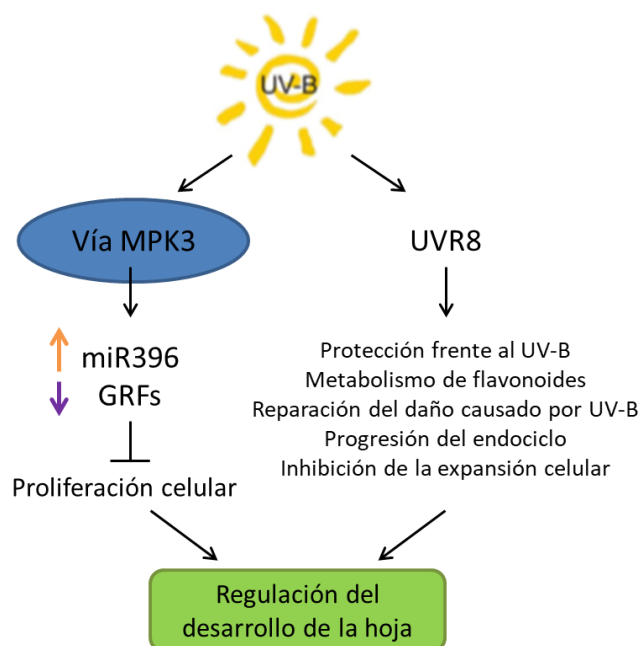 UV-B
Vía MPK3
UVR8
miR396
GRFs
Proliferación celular
Protección frente al UV-B
Metabolismo de flavonoides
Reparación del daño causado por UV-B
Progresión del endociclo
Inhibición de la expansión celular
Regulación del
desarrollo de la hoja